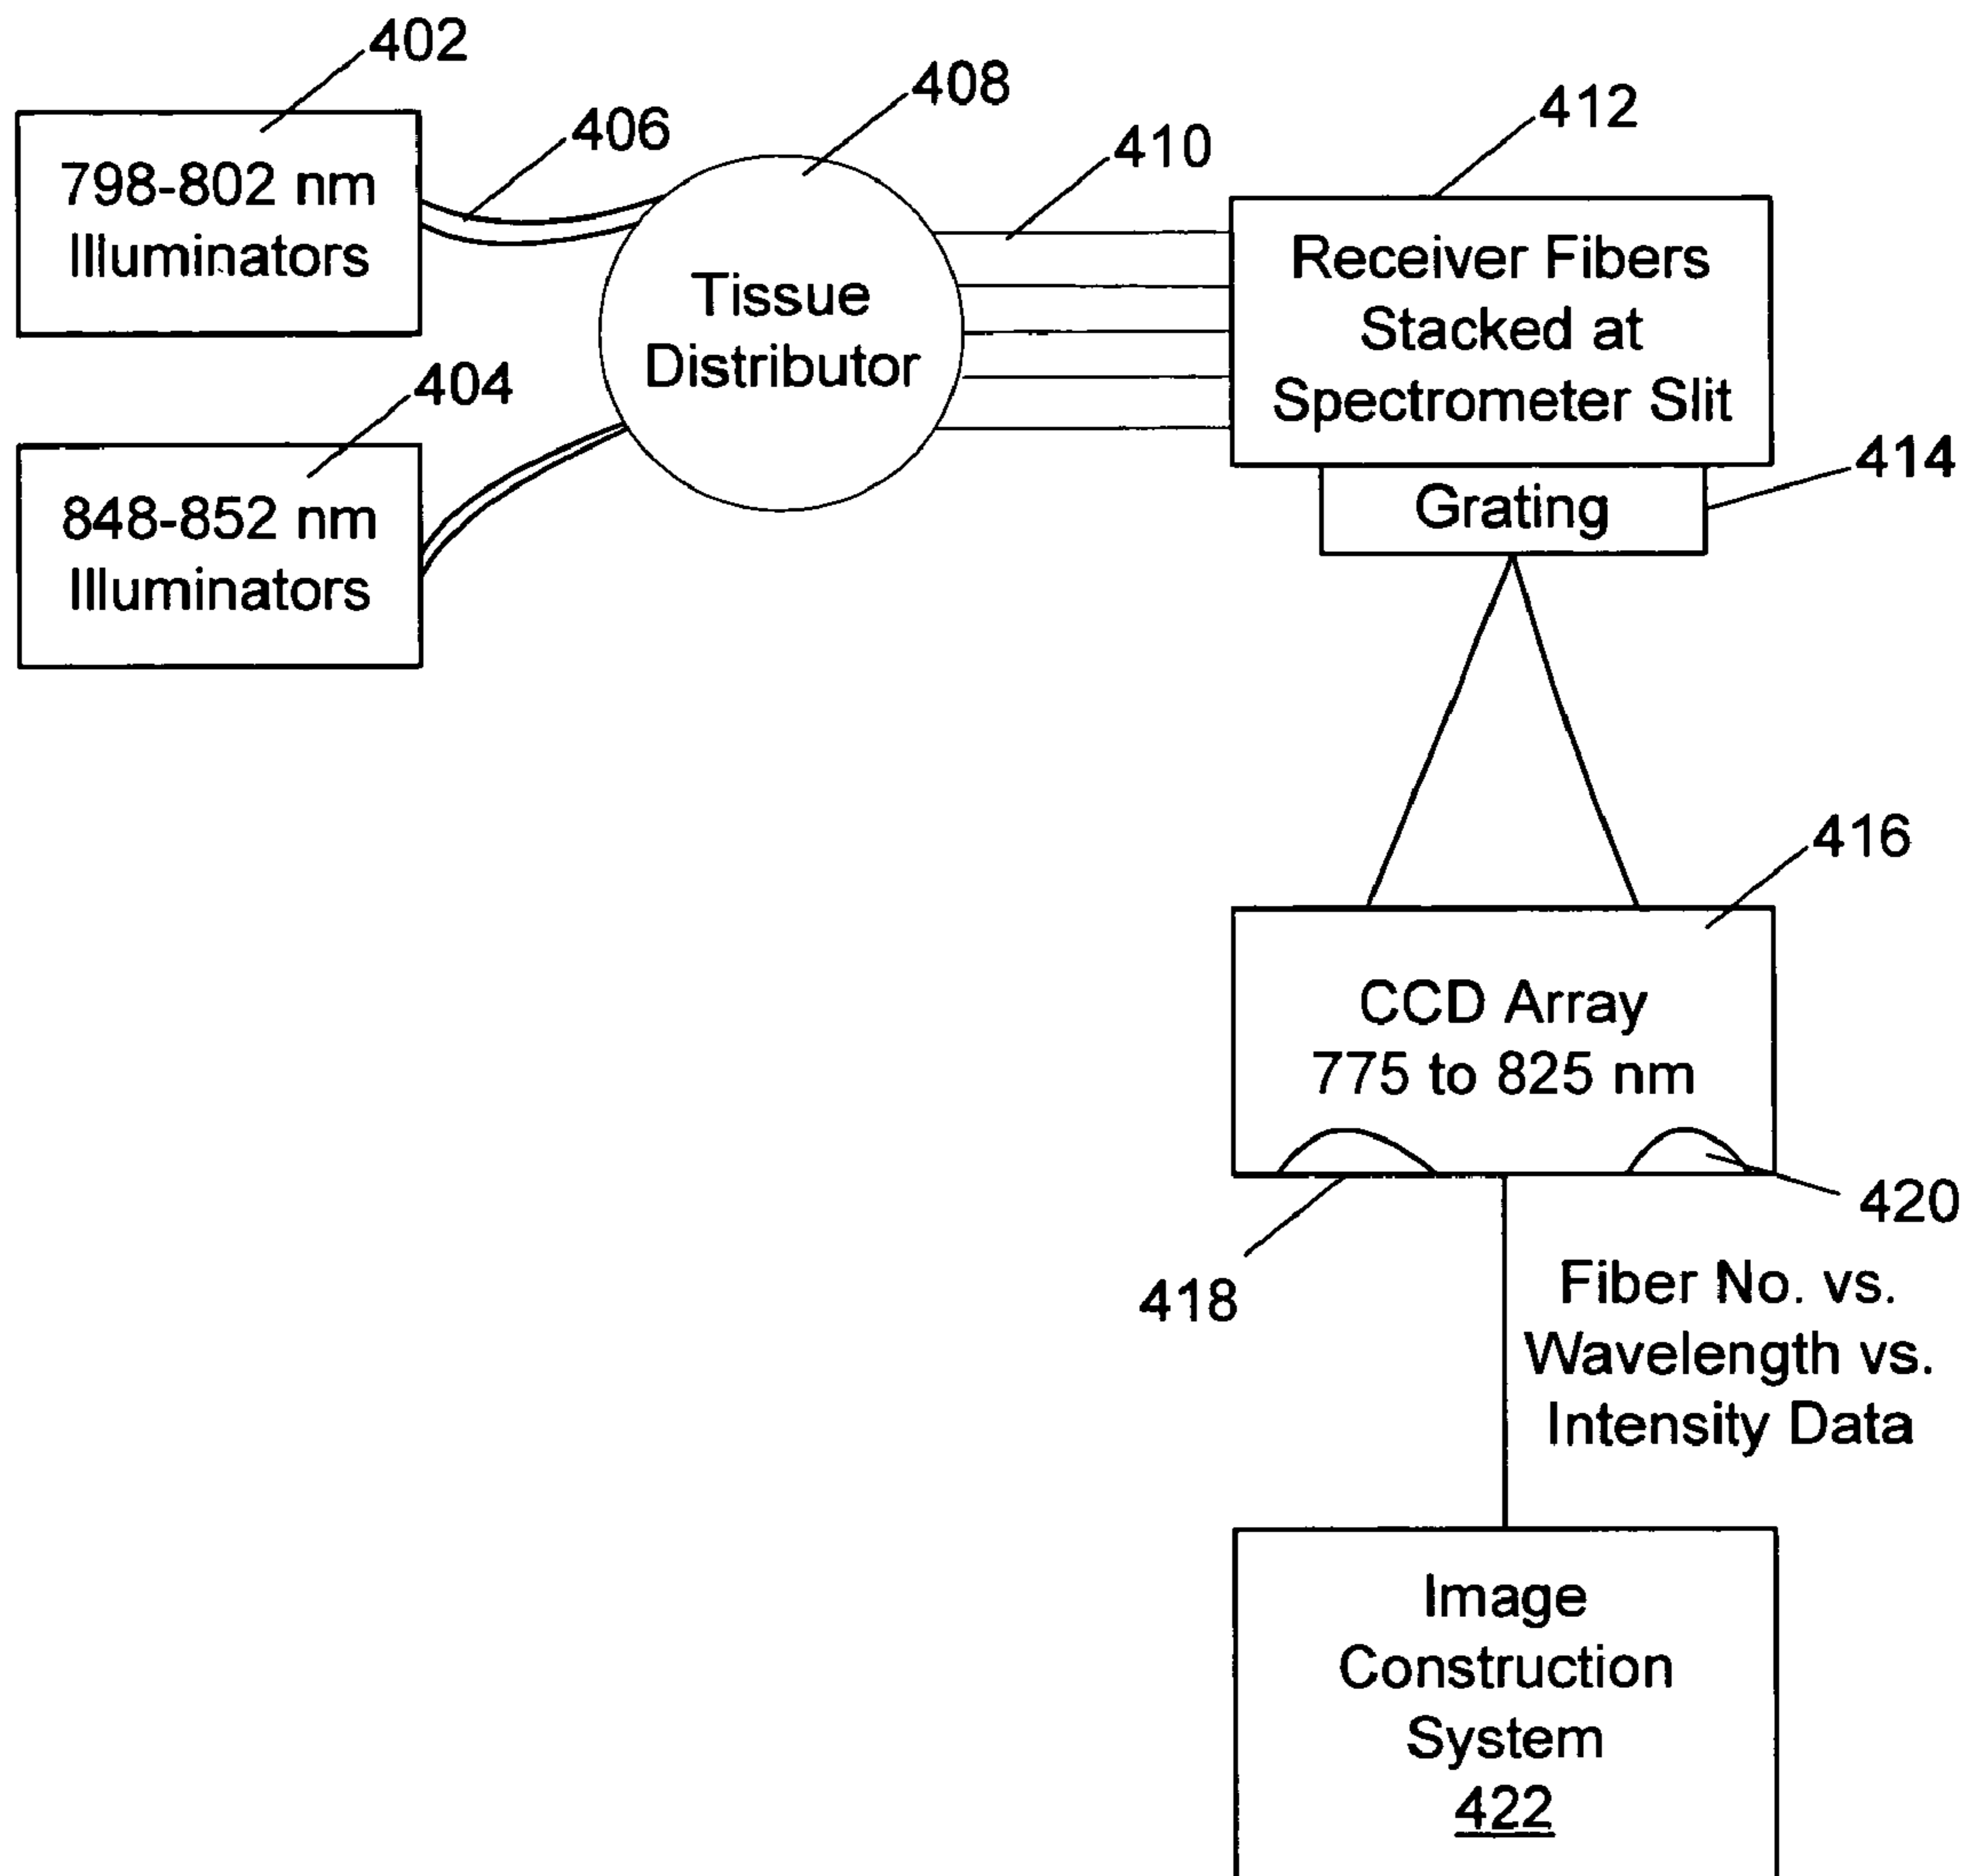 402
406
408
410
412
798-802 nm
Illuminators
Tissue
Distributor
Receiver Fibers
Stacked at
Spectrometer Slit
404
848-852 nm
Illuminators
414
Grating
416
CCD Array
775 to 825 nm
418
420
Fiber No. vs.
Wavelength vs.
Intensity Data
Image
Construction
System
422